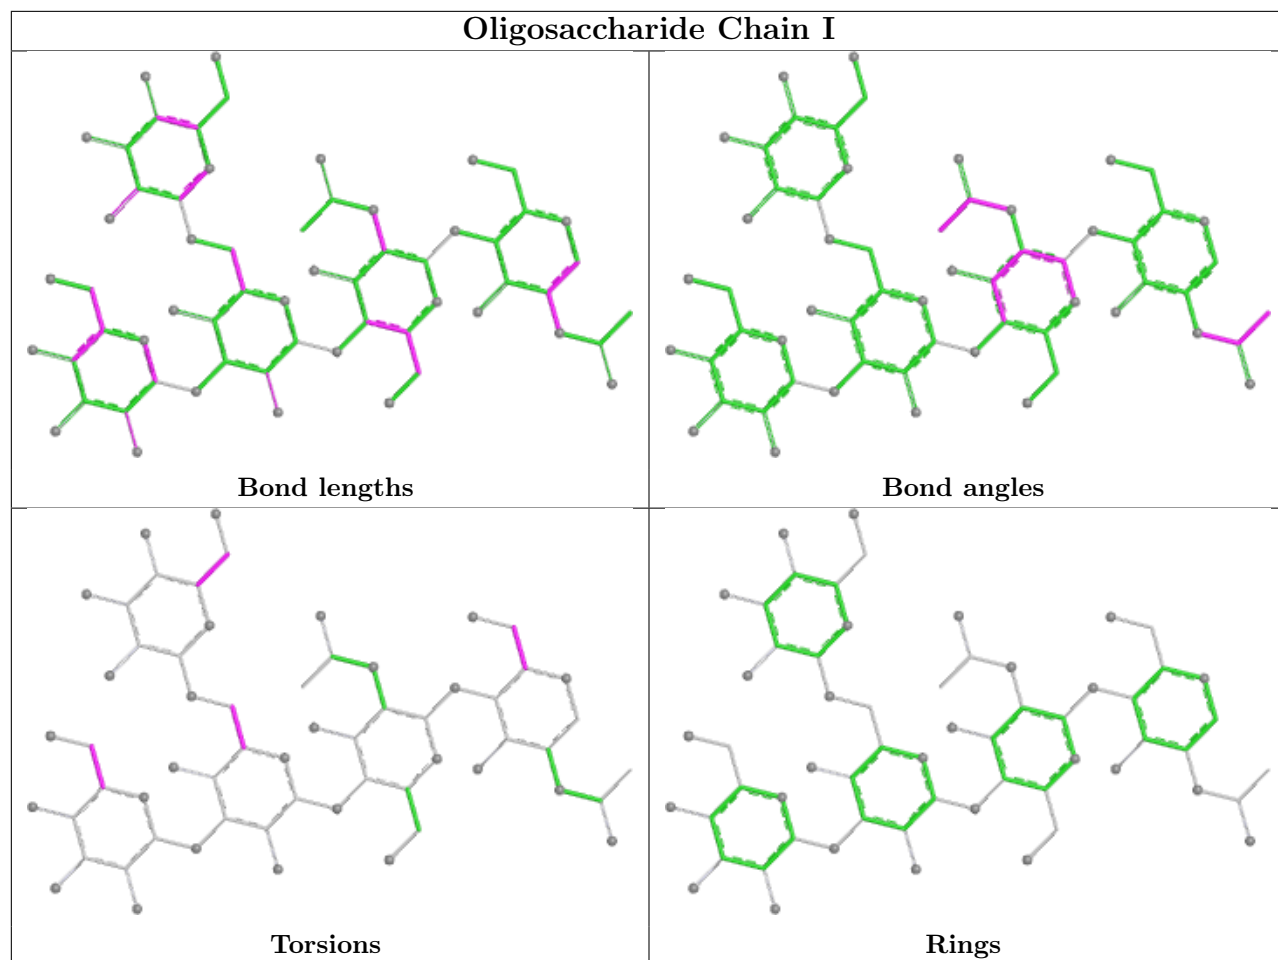 Oligosaccharide Chain I
Bond lengths
Bond angles
Torsions
Rings